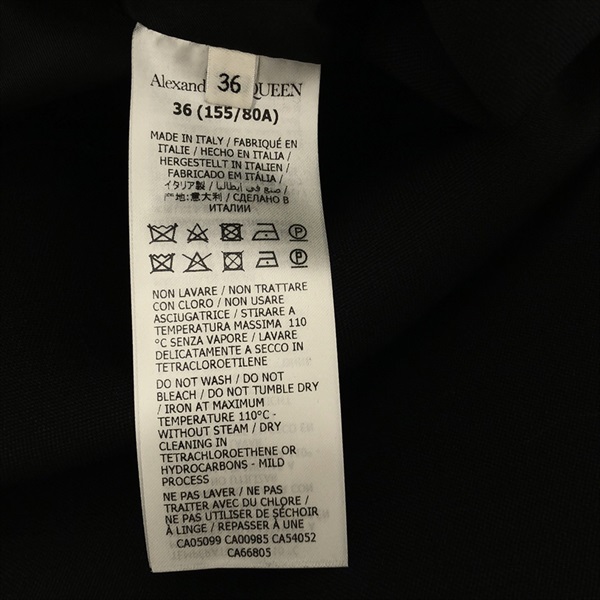 Alexand QUEEN
36
36 (155/80A)
MADE IN ITALY / FABRIQUÉ EN
ITALIE / HECHO EN ITALIA /
HERGESTELLT IN ITALIEN /
FABRICADO EM ITÁLIA /
イタリア製 / صنع في إيطاليا /
产地:意大利 / СДЕЛАНО В
ИТАЛИИ
P
P
NON LAVARE / NON TRATTARE
CON CLORO / NON USARE
ASCIUGATRICE / STIRARE A
TEMPERATURA MASSIMA 110
°C SENZA VAPORE / LAVARE
DELICATAMENTE A SECCO IN
TETRACLOROETILENE
DO NOT WASH / DO NOT
BLEACH / DO NOT TUMBLE DRY
/ IRON AT MAXIMUM
TEMPERATURE 110°C -
WITHOUT STEAM / DRY
CLEANING IN
TETRACHLOROETHENE OR
HYDROCARBONS - MILD
PROCESS
NE PAS LAVER / NE PAS
TRAITER AVEC DU CHLORE /
NE PAS UTILISER DE SÉCHOIR
À LINGE / REPASSER À UNE
CA05099 CA00985 CA54052
CA66805